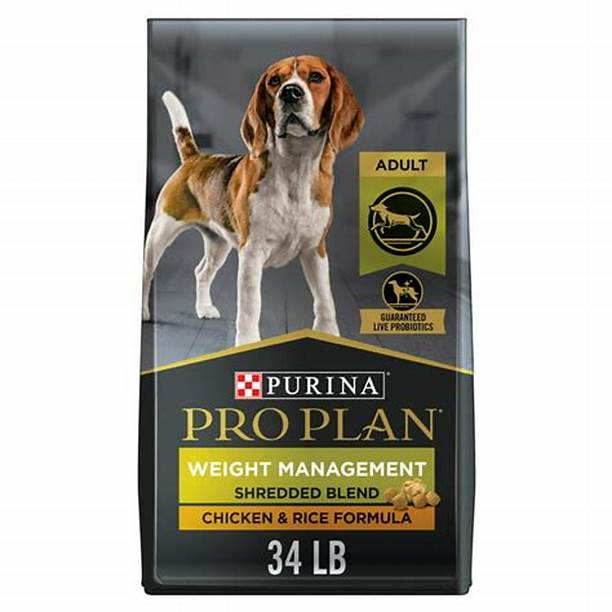 ADULT
GUARANTEED
LIVE PROBIOTICS
PURINA
PRO PLAN
WEIGHT MANAGEMENT
SHREDDED BLEND
CHICKEN & RICE FORMULA
34 LB